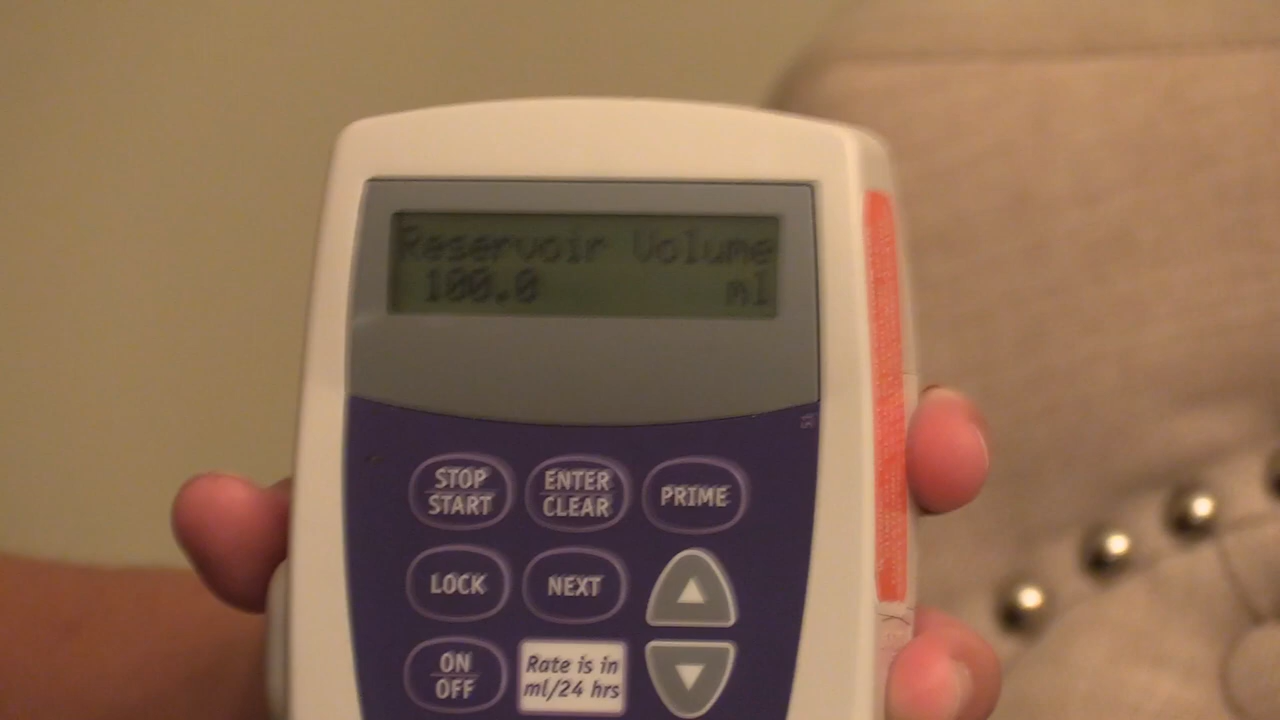 Reservoir Volume
100.0 ml
STOP
START
ENTER
CLEAR
PRIME
LOCK
NEXT
ON
OFF
Rate is in
ml/24 hrs